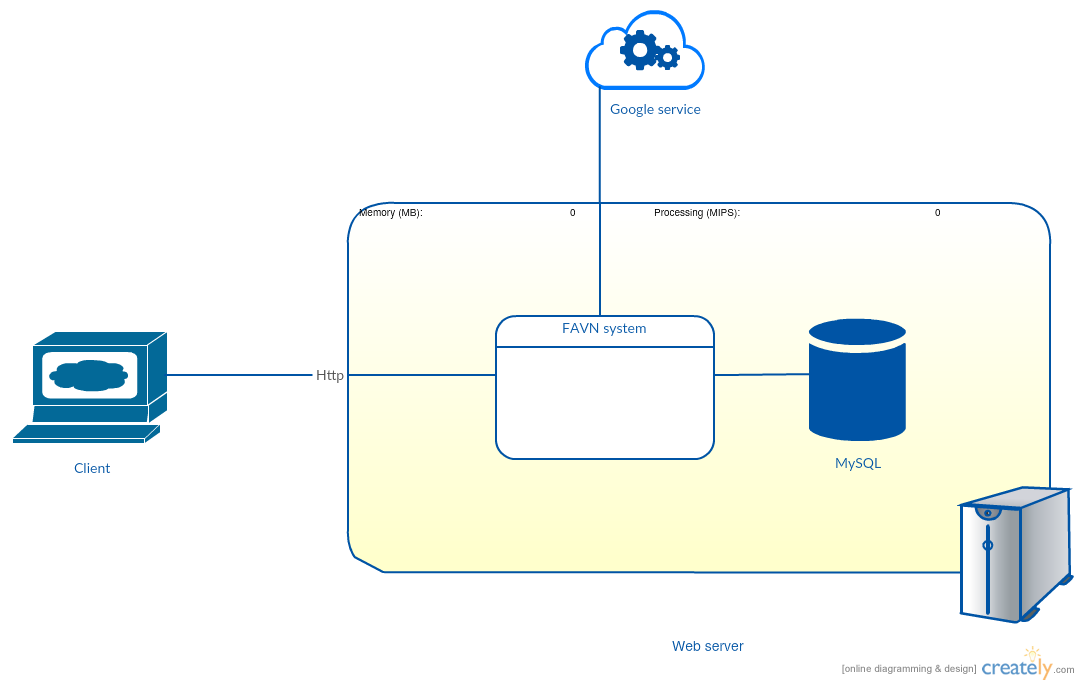 Google service
Memory (MB): 0 Processing (MIPS): 0
FAVN system
Http
Client
MySQL
Web server
[online diagramming & design] creately.com